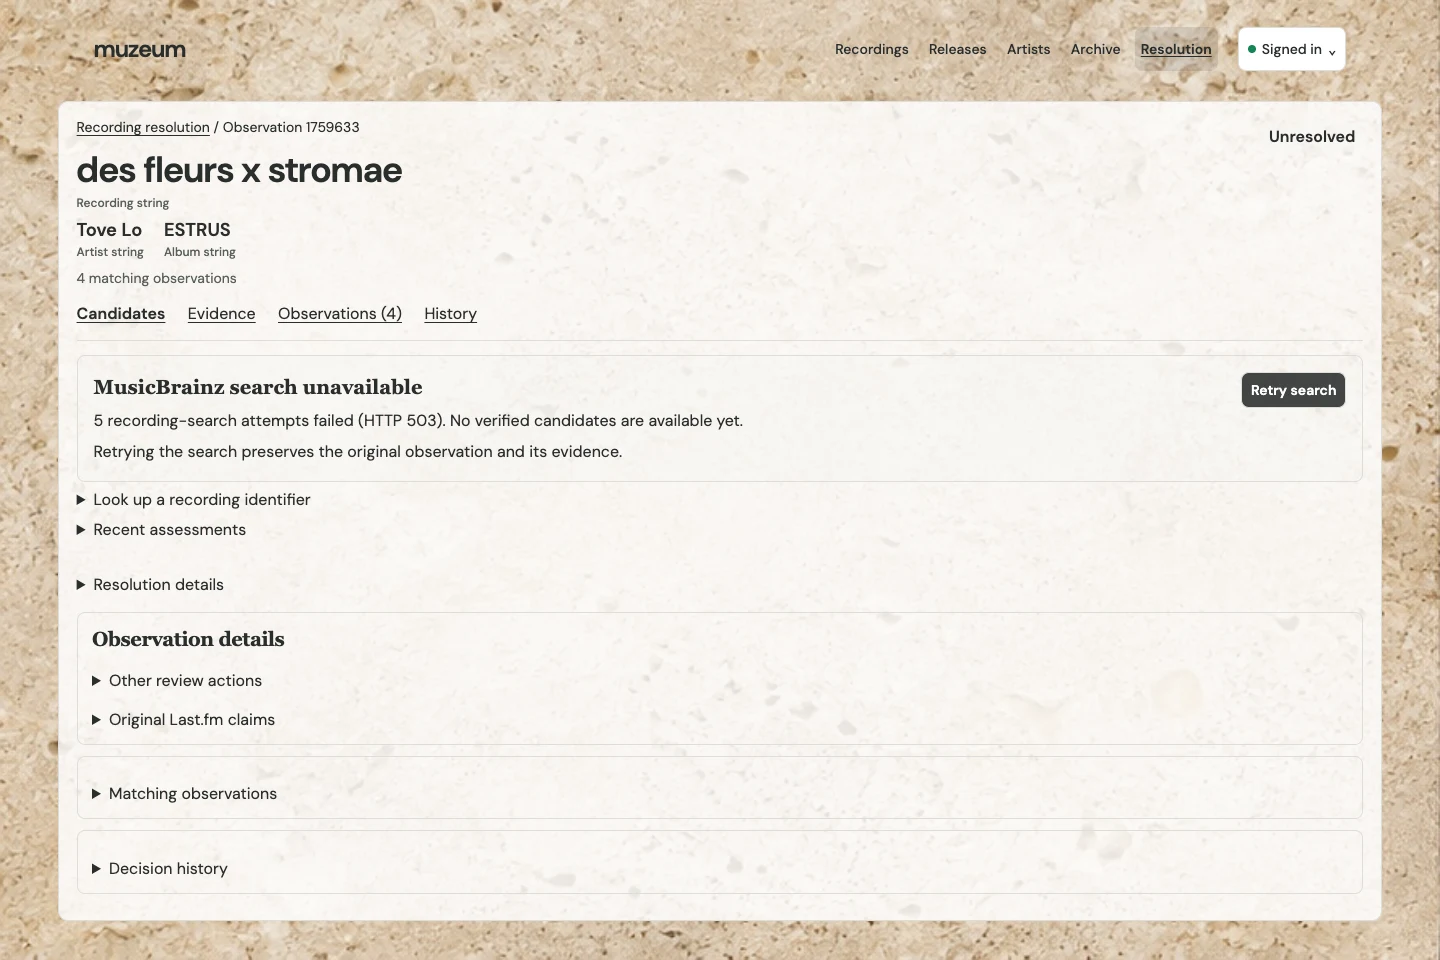 muzeum
Recordings Releases Artists Archive Resolution Signed in
Recording resolution / Observation 1759633
Unresolved
des fleurs x stromae
Recording string
Tove Lo ESTRUS
Artist string Album string
4 matching observations
Candidates Evidence Observations (4) History
MusicBrainz search unavailable
Retry search
5 recording-search attempts failed (HTTP 503). No verified candidates are available yet.
Retrying the search preserves the original observation and its evidence.
Look up a recording identifier
Recent assessments
Resolution details
Observation details
Other review actions
Original Last.fm claims
Matching observations
Decision history